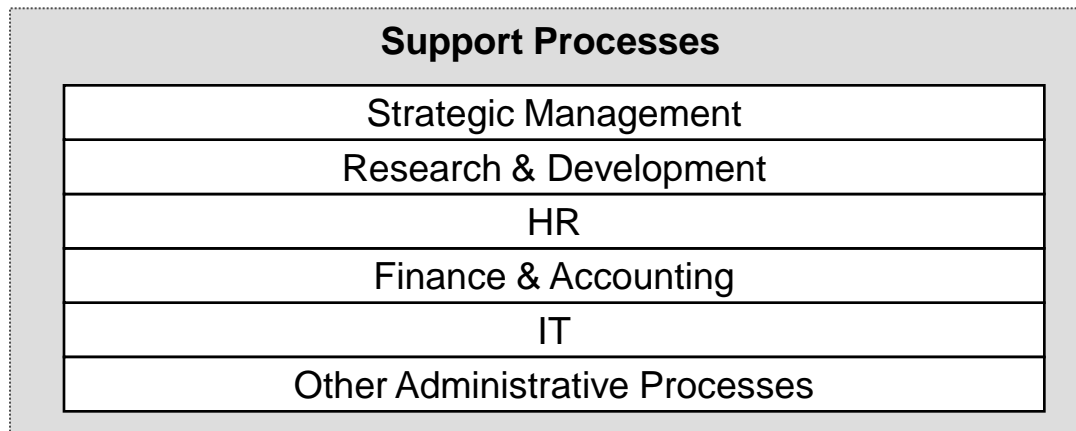 Support Processes
Strategic Management
Research & Development
HR
Finance & Accounting
IT
Other Administrative Processes